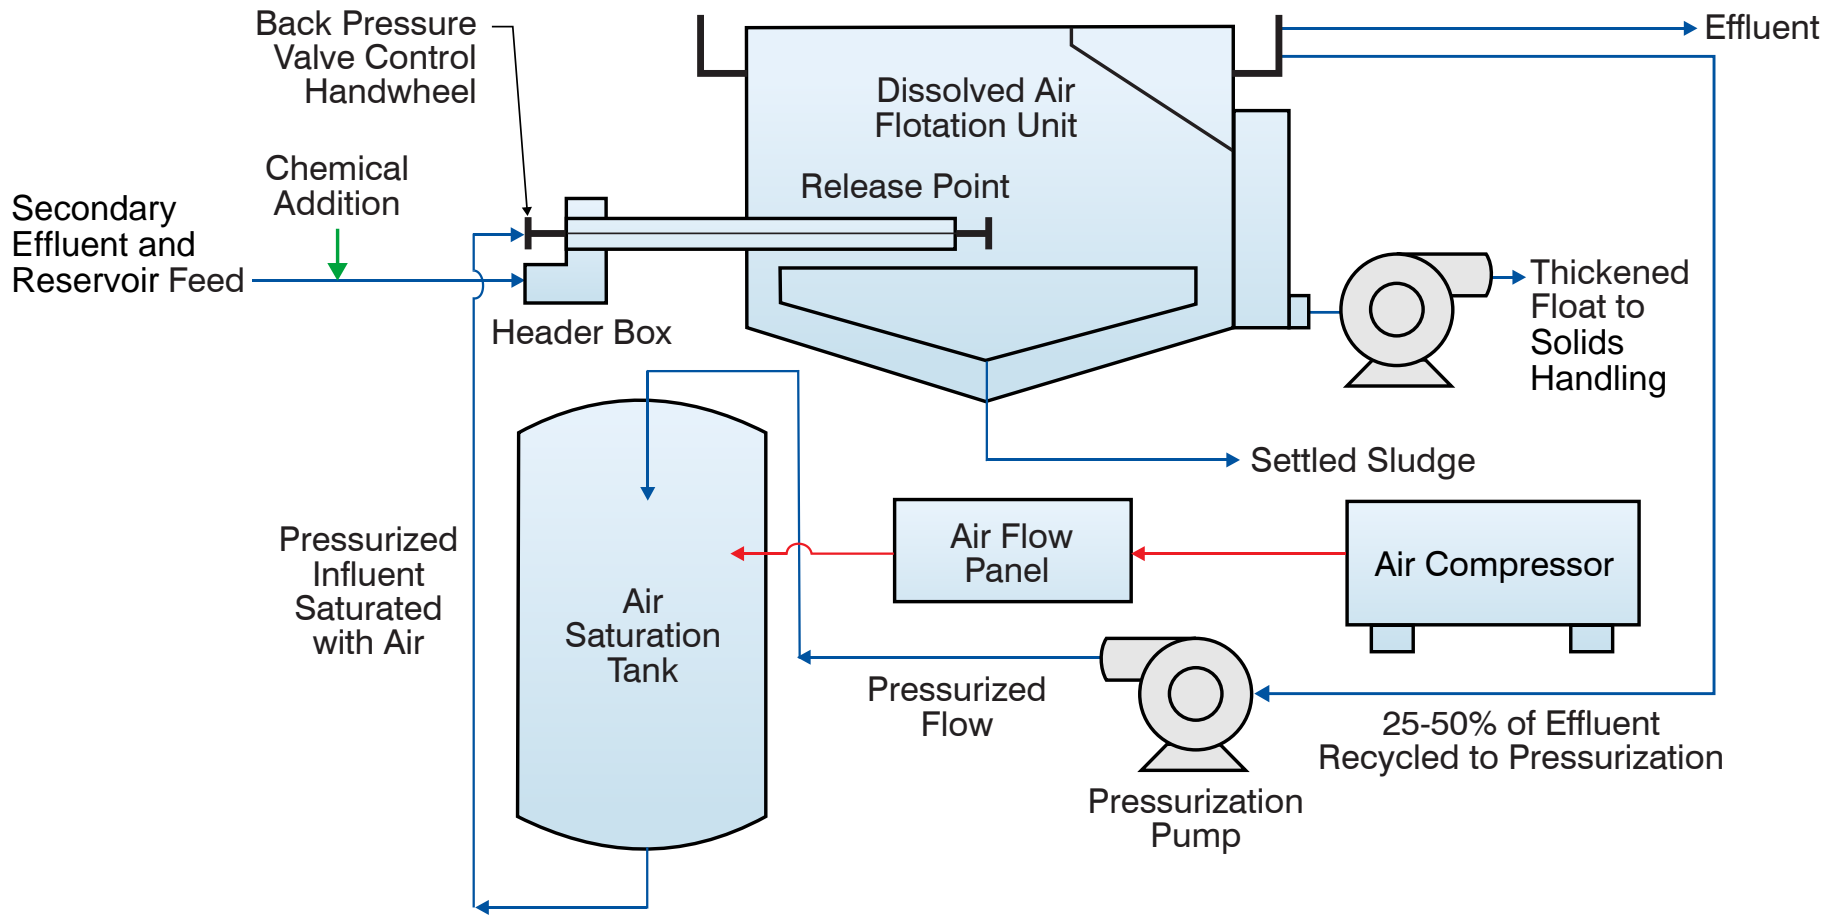 Back Pressure
Valve Control
Handwheel
Effluent
Dissolved Air
Flotation Unit
Chemical
Addition
Release Point
Secondary
Effluent and
Reservoir Feed
Header Box
Thickened
Float to
Solids
Handling
Settled Sludge
Pressurized
Influent
Saturated
with Air
Air
Saturation
Tank
Air Flow
Panel
Air Compressor
Pressurized
Flow
25-50% of Effluent
Recycled to Pressurization
Pressurization
Pump